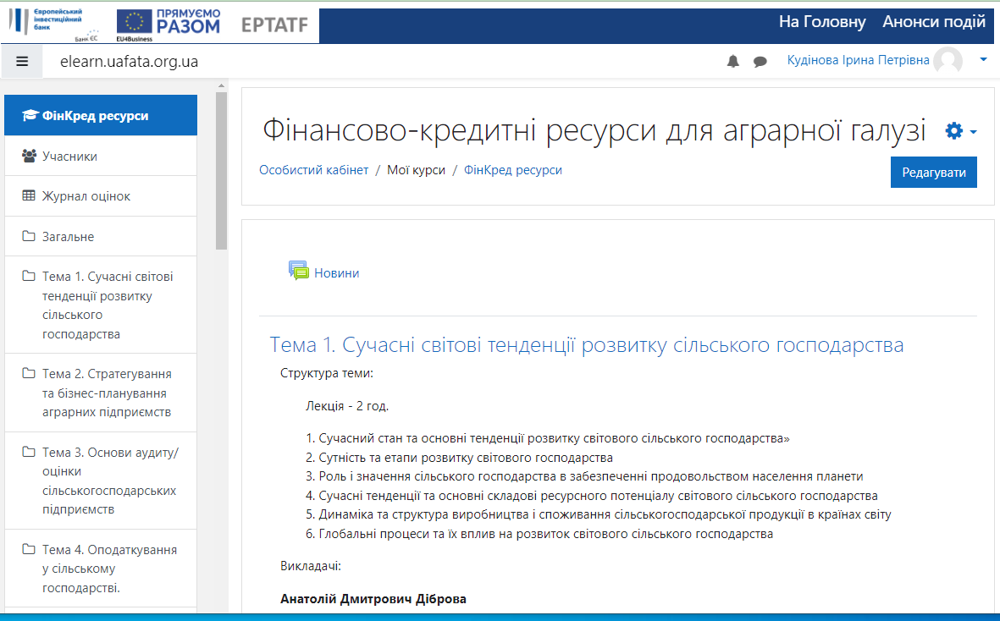 Європейський
інвестиційний
банк
Банк ЄС
EU4Business
ПРЯМУЄМО
РАЗОМ
EPTATF
На Головну Анонси подій
elearn.uafata.org.ua
Кудінова Ірина Петрівна
ФінКред ресурси
Учасники
Журнал оцінок
Загальне
Тема 1. Сучасні світові
тенденції розвитку
сільського
господарства
Тема 2. Стратегування
та бізнес-планування
аграрних підприємств
Тема 3. Основи аудиту/
оцінки
сільськогосподарських
підприємств
Тема 4. Оподаткування
у сільському
господарстві.
Фінансово-кредитні ресурси для аграрної галузі
Особистий кабінет / Мої курси / ФінКред ресурси
Редагувати
Новини
Тема 1. Сучасні світові тенденції розвитку сільського господарства
Структура теми:
Лекція - 2 год.
1. Сучасний стан та основні тенденції розвитку світового сільського господарства»
2. Сутність та етапи розвитку світового господарства
3. Роль і значення сільського господарства в забезпеченні продовольством населення планети
4. Сучасні тенденції та основні складові ресурсного потенціалу світового сільського господарства
5. Динаміка та структура виробництва і споживання сільськогосподарської продукції в країнах світу
6. Глобальні процеси та їх вплив на розвиток світового сільського господарства
Викладачі:
Анатолій Дмитрович Діброва